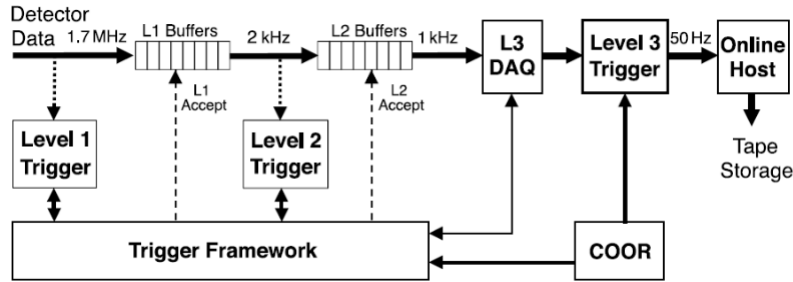 Detector
Data
1.7 MHz
L1 Buffers
2 kHz
L2 Buffers
1 kHz
L3
DAQ
Level 3
Trigger
50 Hz
Online
Host
L1
Accept
L2
Accept
Level 1
Trigger
Level 2
Trigger
Tape
Storage
Trigger Framework
COOR